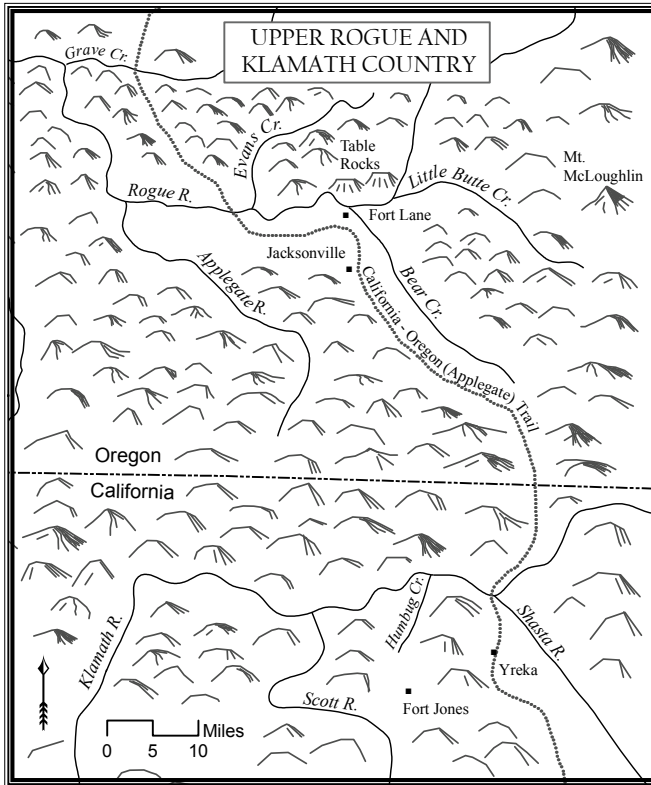 UPPER ROGUE AND
KLAMATH COUNTRY
Grave Cr.
Evans Cr.
Table
Rocks
Mt.
McLoughlin
Little Butte Cr.
Rogue R.
Fort Lane
Jacksonville
Applegate R.
Bear Cr.
California - Oregon (Applegate) Trail
Oregon
California
Humbug Cr.
Shasta R.
Klamath R.
Yreka
Scott R.
Fort Jones
Miles
0 5 10